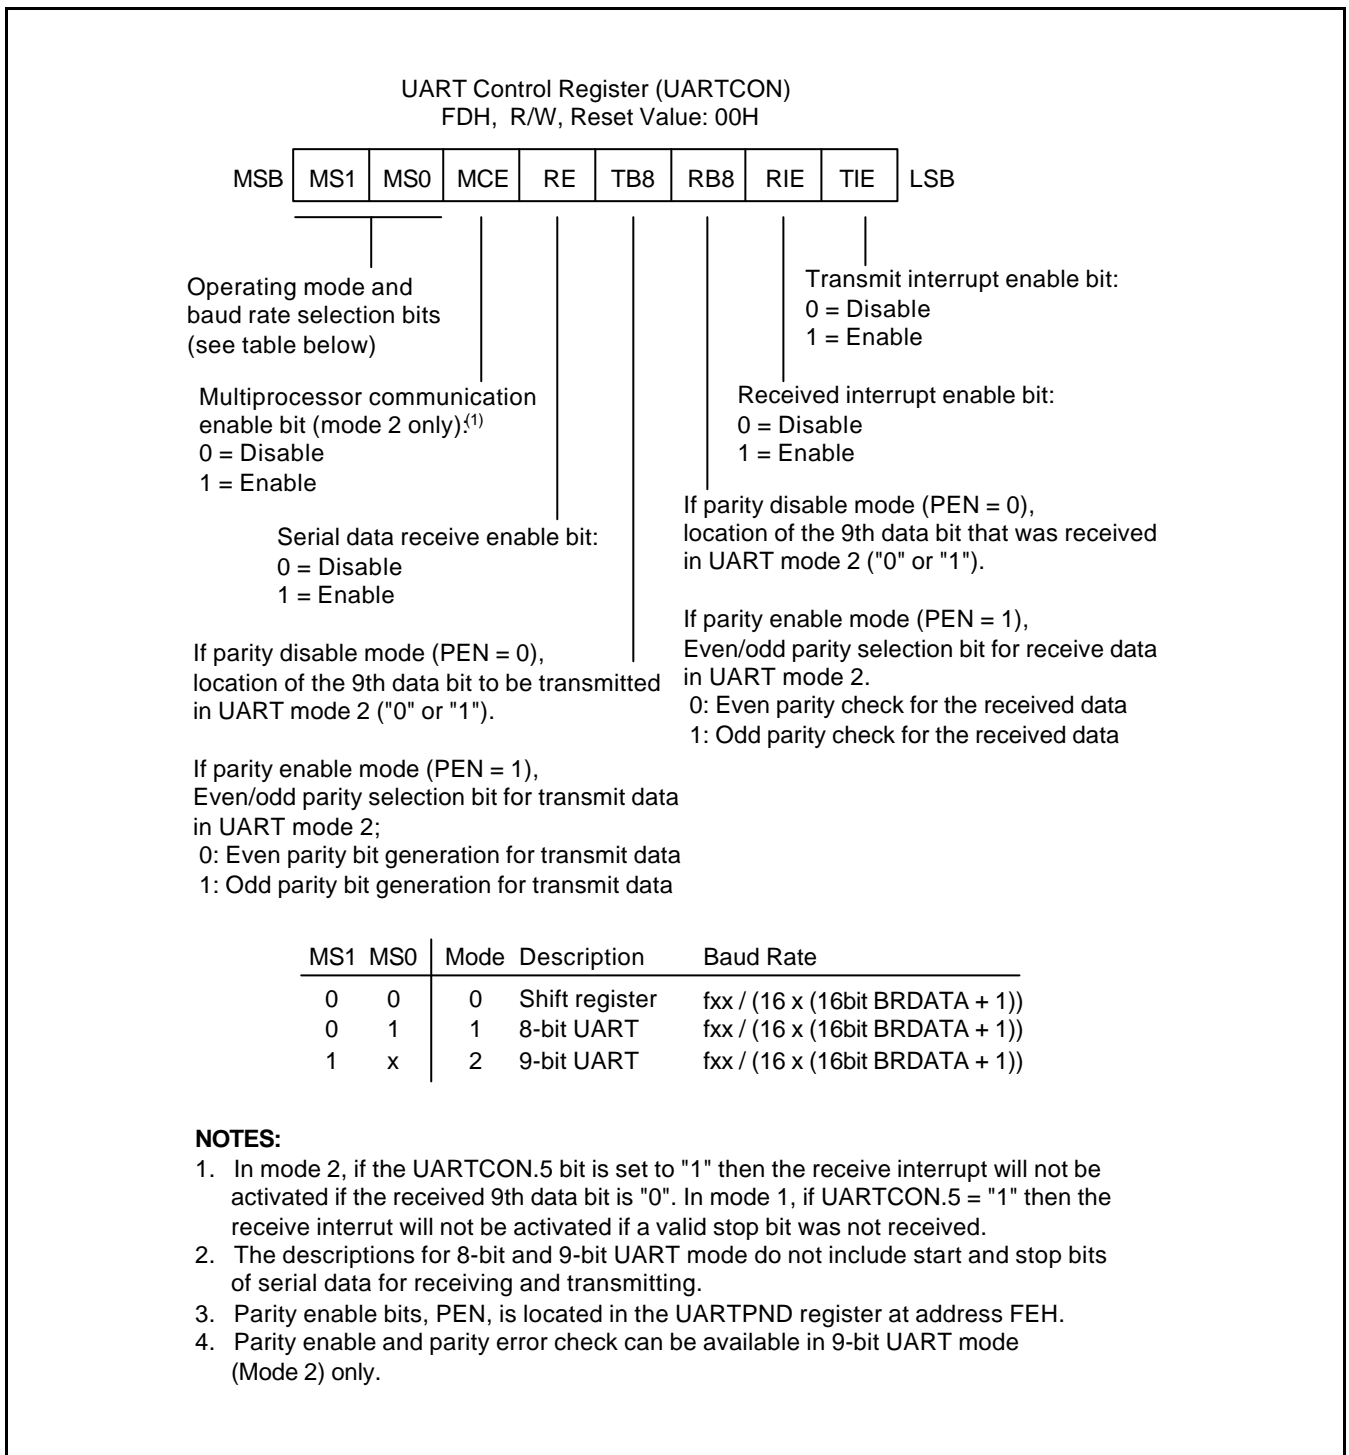 UART Control Register (UARTCON)
FDH, R/W, Reset Value: 00H
MSB MS1 MS0 MCE RE TB8 RB8 RIE TIE LSB
Operating mode and
baud rate selection bits
(see table below)
Transmit interrupt enable bit:
0 = Disable
1 = Enable
Multiprocessor communication
enable bit (mode 2 only):(1)
0 = Disable
1 = Enable
Received interrupt enable bit:
0 = Disable
1 = Enable
Serial data receive enable bit:
0 = Disable
1 = Enable
If parity disable mode (PEN = 0),
location of the 9th data bit that was received
in UART mode 2 ("0" or "1").
If parity enable mode (PEN = 1),
Even/odd parity selection bit for receive data
in UART mode 2.
0: Even parity check for the received data
1: Odd parity check for the received data
If parity disable mode (PEN = 0),
location of the 9th data bit to be transmitted
in UART mode 2 ("0" or "1").
If parity enable mode (PEN = 1),
Even/odd parity selection bit for transmit data
in UART mode 2;
0: Even parity bit generation for transmit data
1: Odd parity bit generation for transmit data
MS1 MS0 Mode Description Baud Rate
0 0 0 Shift register fxx / (16 x (16bit BRDATA + 1))
0 1 1 8-bit UART fxx / (16 x (16bit BRDATA + 1))
1 x 2 9-bit UART fxx / (16 x (16bit BRDATA + 1))
NOTES:
1. In mode 2, if the UARTCON.5 bit is set to "1" then the receive interrupt will not be
activated if the received 9th data bit is "0". In mode 1, if UARTCON.5 = "1" then the
receive interrut will not be activated if a valid stop bit was not received.
2. The descriptions for 8-bit and 9-bit UART mode do not include start and stop bits
of serial data for receiving and transmitting.
3. Parity enable bits, PEN, is located in the UARTPND register at address FEH.
4. Parity enable and parity error check can be available in 9-bit UART mode
(Mode 2) only.